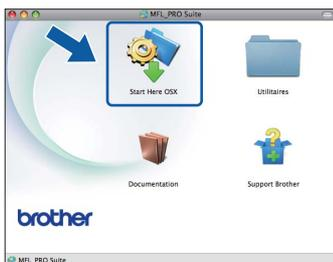 MFL_PRO Suite
Start Here OSX
Utilitaires
Documentation
Support Brother
brother
MFL_PRO Suite